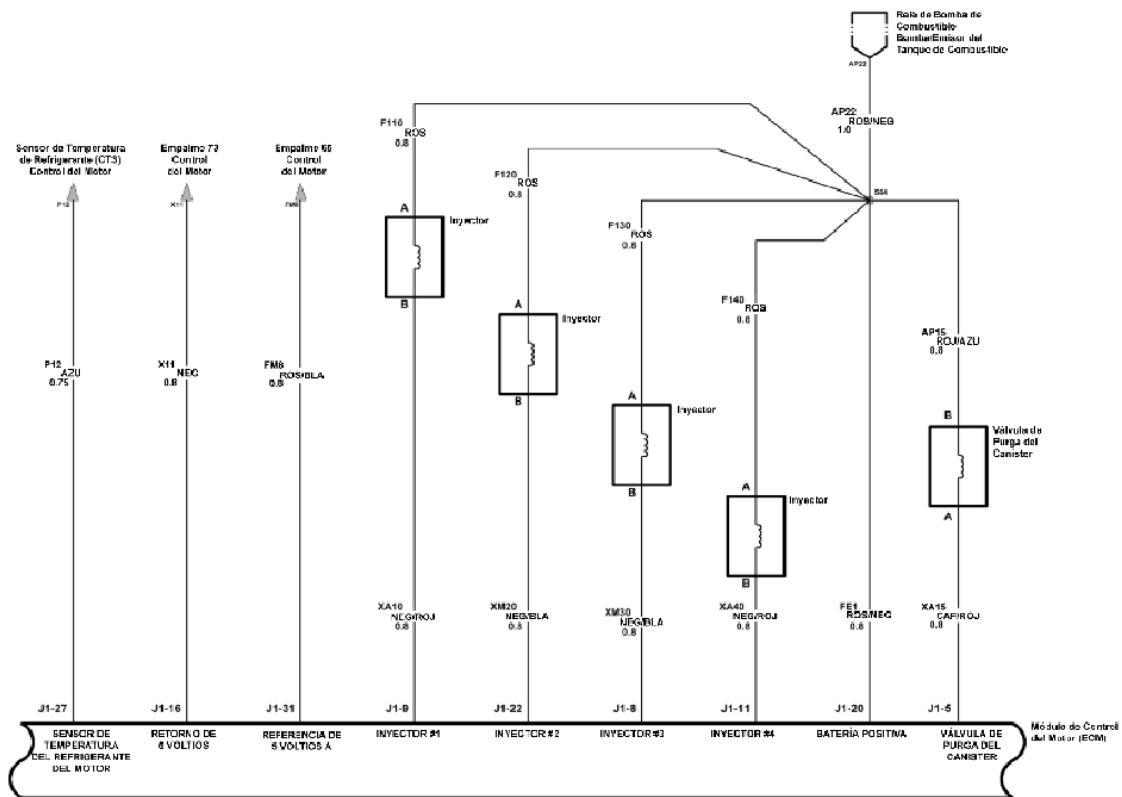 Rele de Bomba de
Combustible
Bomba/Emisor del
Tanque de Combustible
AP22
AP22
ROS/NEG
1.0
S54
Sensor de Temperatura
de Refrigerante (CTS)
Control del Motor
P12
Empalme 73
Control
del Motor
X11
Empalme 66
Control
del Motor
FM6
F110
ROS
0.8
F120
ROS
0.8
F130
ROS
0.8
F140
ROS
0.8
AP15
ROJ/AZU
0.8
A
Inyector
B
A
Inyector
B
A
Inyector
B
A
Inyector
B
B
Válvula de
Purga del
Canister
A
P12
AZU
0.75
X11
NEG
0.8
FM6
ROS/BLA
0.8
XA10
NEG/ROJ
0.8
XM20
NEG/BLA
0.8
XM30
NEG/BLA
0.8
XA40
NEG/ROJ
0.8
FE1
ROS/NEG
0.8
XA15
CAF/ROJ
0.8
J1-27
J1-16
J1-31
J1-9
J1-22
J1-8
J1-11
J1-20
J1-5
SENSOR DE
TEMPERATURA
DEL REFRIGERANTE
DEL MOTOR
RETORNO DE
5 VOLTIOS
REFERENCIA DE
5 VOLTIOS A
INYECTOR #1
INYECTOR #2
INYECTOR #3
INYECTOR #4
BATERÍA POSITIVA
VÁLVULA DE
PURGA DEL
CANISTER
Módulo de Control
del Motor (ECM)